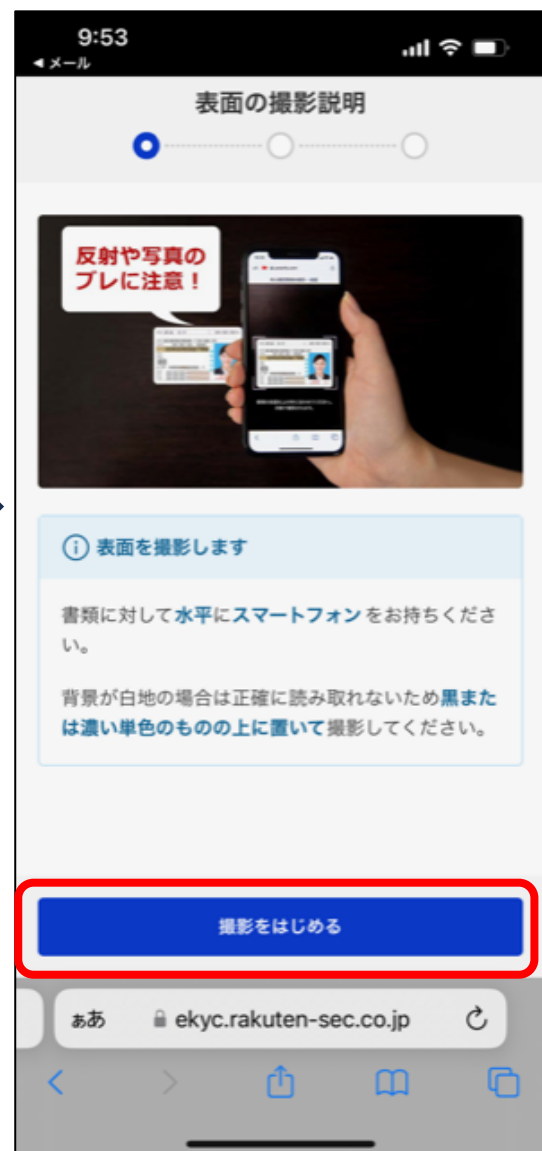 9:53
◀メール
表面の撮影説明
反射や写真の
ブレに注意！
ⓘ 表面を撮影します
書類に対して水平にスマートフォンをお持ちくださ
い。
背景が白地の場合は正確に読み取れないため黒また
は濃い単色のものの上に置いて撮影してください。
撮影をはじめる
ぁあ ekyc.rakuten-sec.co.jp